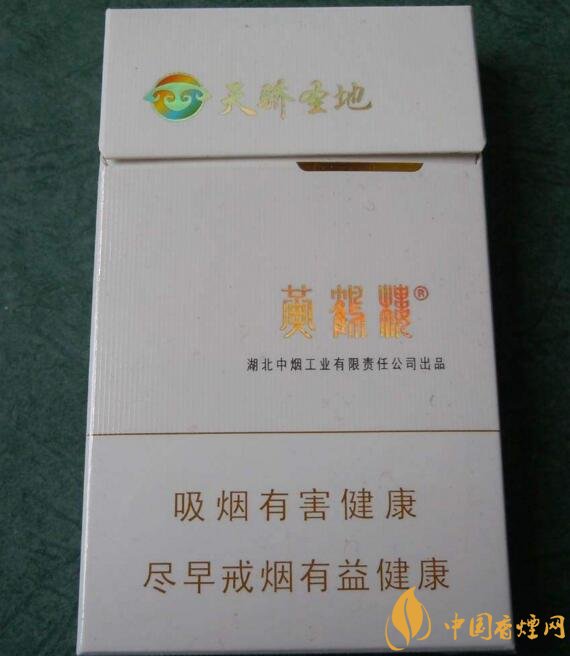 天骄圣地
黄鹤楼®
湖北中烟工业有限责任公司出品
吸烟有害健康
尽早戒烟有益健康
中国香烟网